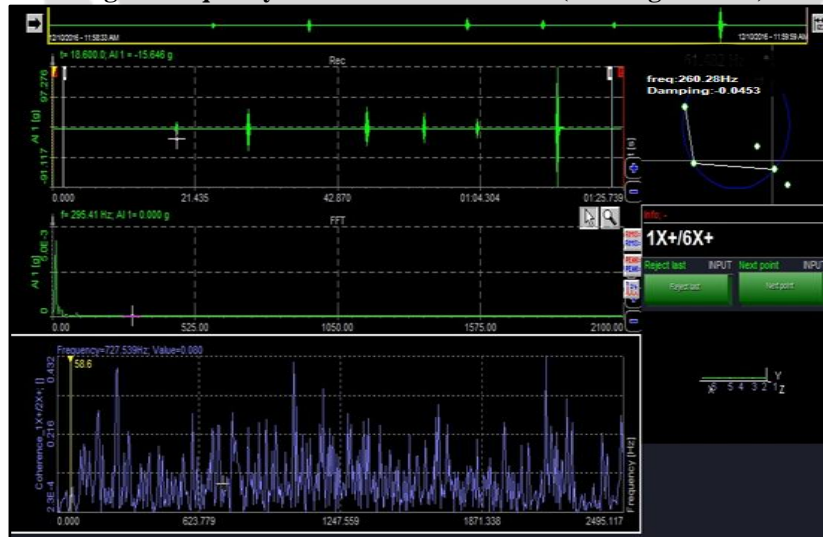 12/10/2016 - 11:58:33 AM
12/10/2016 - 11:59:59 AM
t= 18.600.0; AI 1 = -15.646 g
Rec
AI 1 [g]
97.276
-91.117
0.000
21.435
42.870
01:04.304
01:25.739
t [s]
freq:260.28Hz
Damping:-0.0453
f= 295.41 Hz; AI 1= 0.000 g
FFT
AI 1 [g]
0
0.00
525.00
1050.00
1575.00
2100.00
Info: -
1X+/6X+
Reject last
INPUT
Next point
INPUT
Reject last
Next point
Frequency=727.539Hz; Value=0.080
58.6
Coherence_1X+/2X+; []
0.432
0.216
2.3E-4
0.000
623.779
1247.559
1871.338
2495.117
Frequency [Hz]
Y
5 4 3 2 1
Z